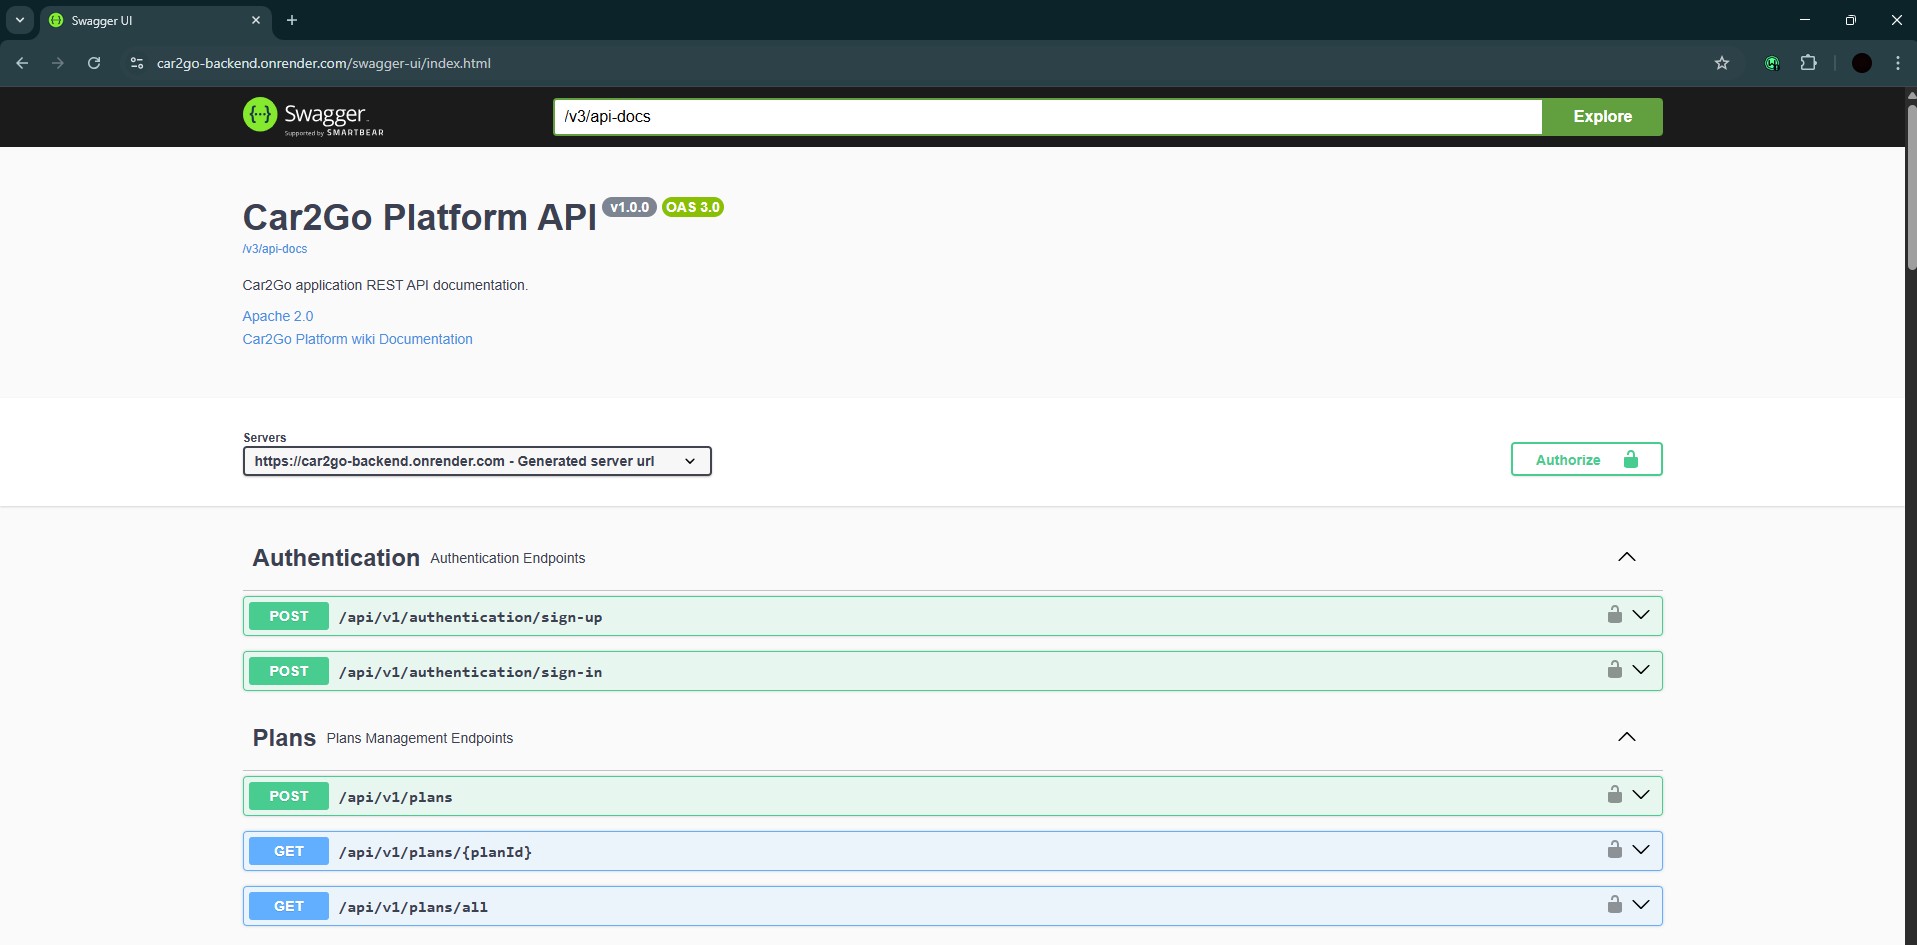 Swagger UI
car2go-backend.onrender.com/swagger-ui/index.html
Swagger
Supported by SMARTBEAR
/v3/api-docs
Explore
Car2Go Platform API v1.0.0 OAS 3.0
/v3/api-docs
Car2Go application REST API documentation.
Apache 2.0
Car2Go Platform wiki Documentation
Servers
https://car2go-backend.onrender.com - Generated server url
Authorize
Authentication Authentication Endpoints
POST /api/v1/authentication/sign-up
POST /api/v1/authentication/sign-in
Plans Plans Management Endpoints
POST /api/v1/plans
GET /api/v1/plans/{planId}
GET /api/v1/plans/all